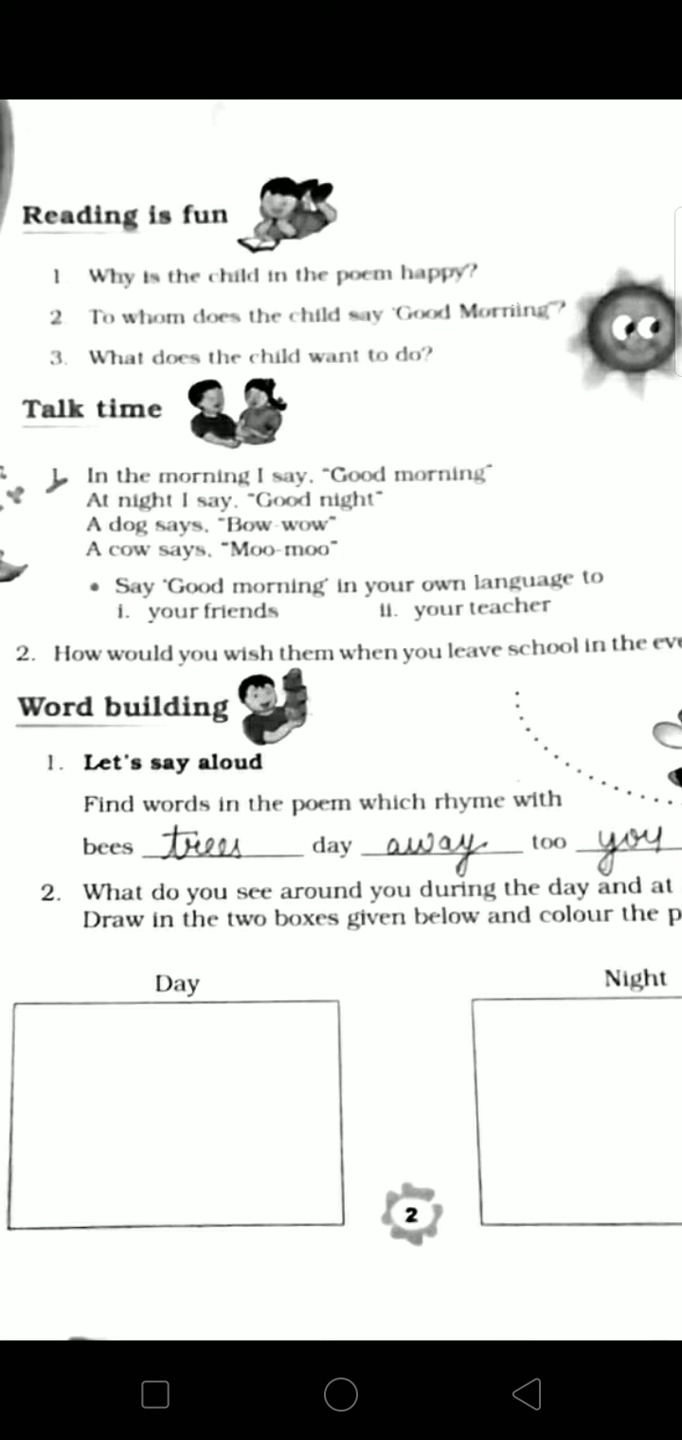 Reading is fun
1 Why is the child in the poem happy?
2 To whom does the child say 'Good Morning'?
3. What does the child want to do?
Talk time
1. In the morning I say, "Good morning"
At night I say, "Good night"
A dog says, "Bow-wow"
A cow says, "Moo-moo"
• Say 'Good morning' in your own language to
i. your friends ii. your teacher
2. How would you wish them when you leave school in the eve
Word building
1. Let's say aloud
Find words in the poem which rhyme with
bees trees day away too you
2. What do you see around you during the day and at
Draw in the two boxes given below and colour the p
Day Night
2